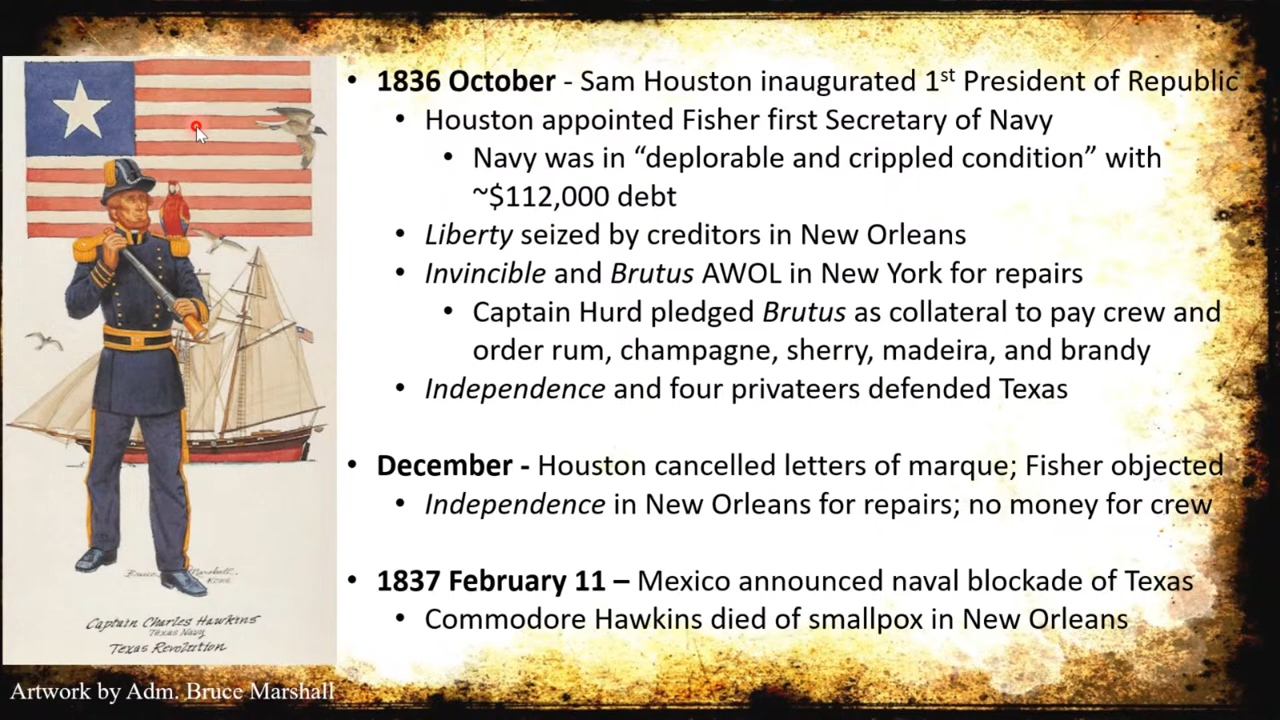 • 1836 October - Sam Houston inaugurated 1st President of Republic
• Houston appointed Fisher first Secretary of Navy
• Navy was in “deplorable and crippled condition” with
~$112,000 debt
• Liberty seized by creditors in New Orleans
• Invincible and Brutus AWOL in New York for repairs
• Captain Hurd pledged Brutus as collateral to pay crew and
order rum, champagne, sherry, madeira, and brandy
• Independence and four privateers defended Texas
• December - Houston cancelled letters of marque; Fisher objected
• Independence in New Orleans for repairs; no money for crew
• 1837 February 11 – Mexico announced naval blockade of Texas
• Commodore Hawkins died of smallpox in New Orleans
Bruce Marshall
Captain Charles Hawkins
Texas Navy
Texas Revolution
Artwork by Adm. Bruce Marshall